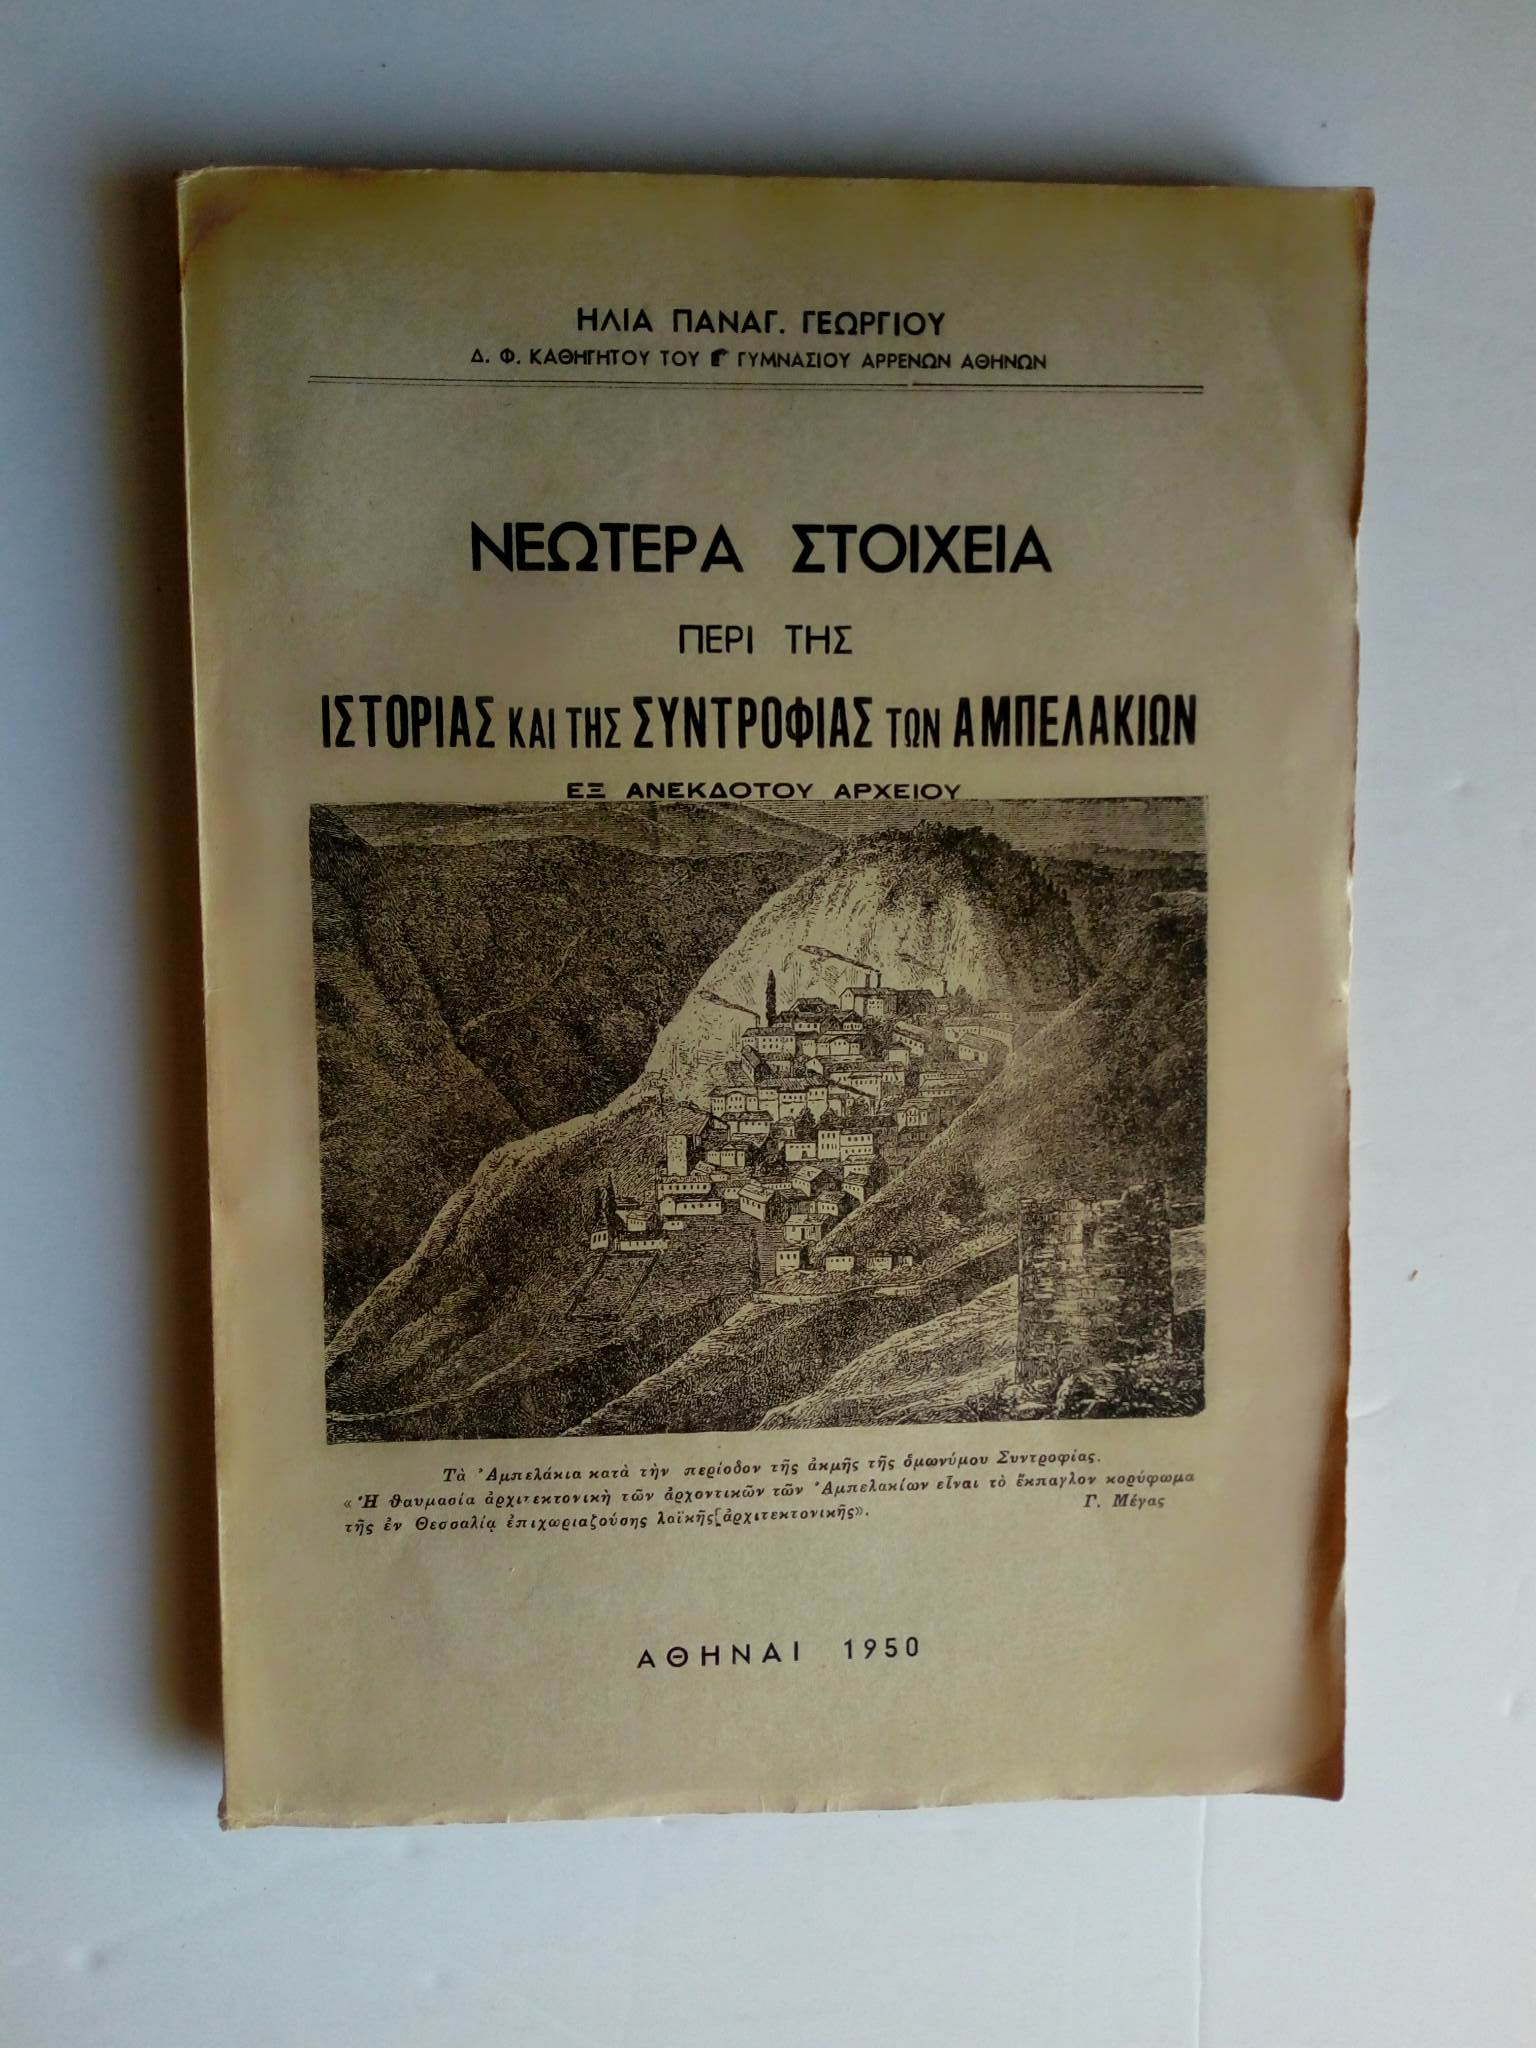 ΗΛΙΑ ΠΑΝΑΓ. ΓΕΩΡΓΙΟΥ
Δ. Φ. ΚΑΘΗΓΗΤΟΥ ΤΟΥ Γ΄ ΓΥΜΝΑΣΙΟΥ ΑΡΡΕΝΩΝ ΑΘΗΝΩΝ
ΝΕΩΤΕΡΑ ΣΤΟΙΧΕΙΑ
ΠΕΡΙ ΤΗΣ
ΙΣΤΟΡΙΑΣ ΚΑΙ ΤΗΣ ΣΥΝΤΡΟΦΙΑΣ ΤΩΝ ΑΜΠΕΛΑΚΙΩΝ
ΕΞ ΑΝΕΚΔΟΤΟΥ ΑΡΧΕΙΟΥ
Τὰ Ἀμπελάκια κατὰ τὴν περίοδον τῆς ἀκμῆς τῆς ὁμωνύμου Συντροφίας.
«Ἡ θαυμασία ἀρχιτεκτονικὴ τῶν ἀρχοντικῶν τῶν Ἀμπελακίων εἶναι τὸ ἔκπαγλον κορύφωμα
τῆς ἐν Θεσσαλίᾳ ἐπιχωριαζούσης λαϊκῆς[ἀρχιτεκτονικῆς». Γ. Μέγας
ΑΘΗΝΑΙ 1950